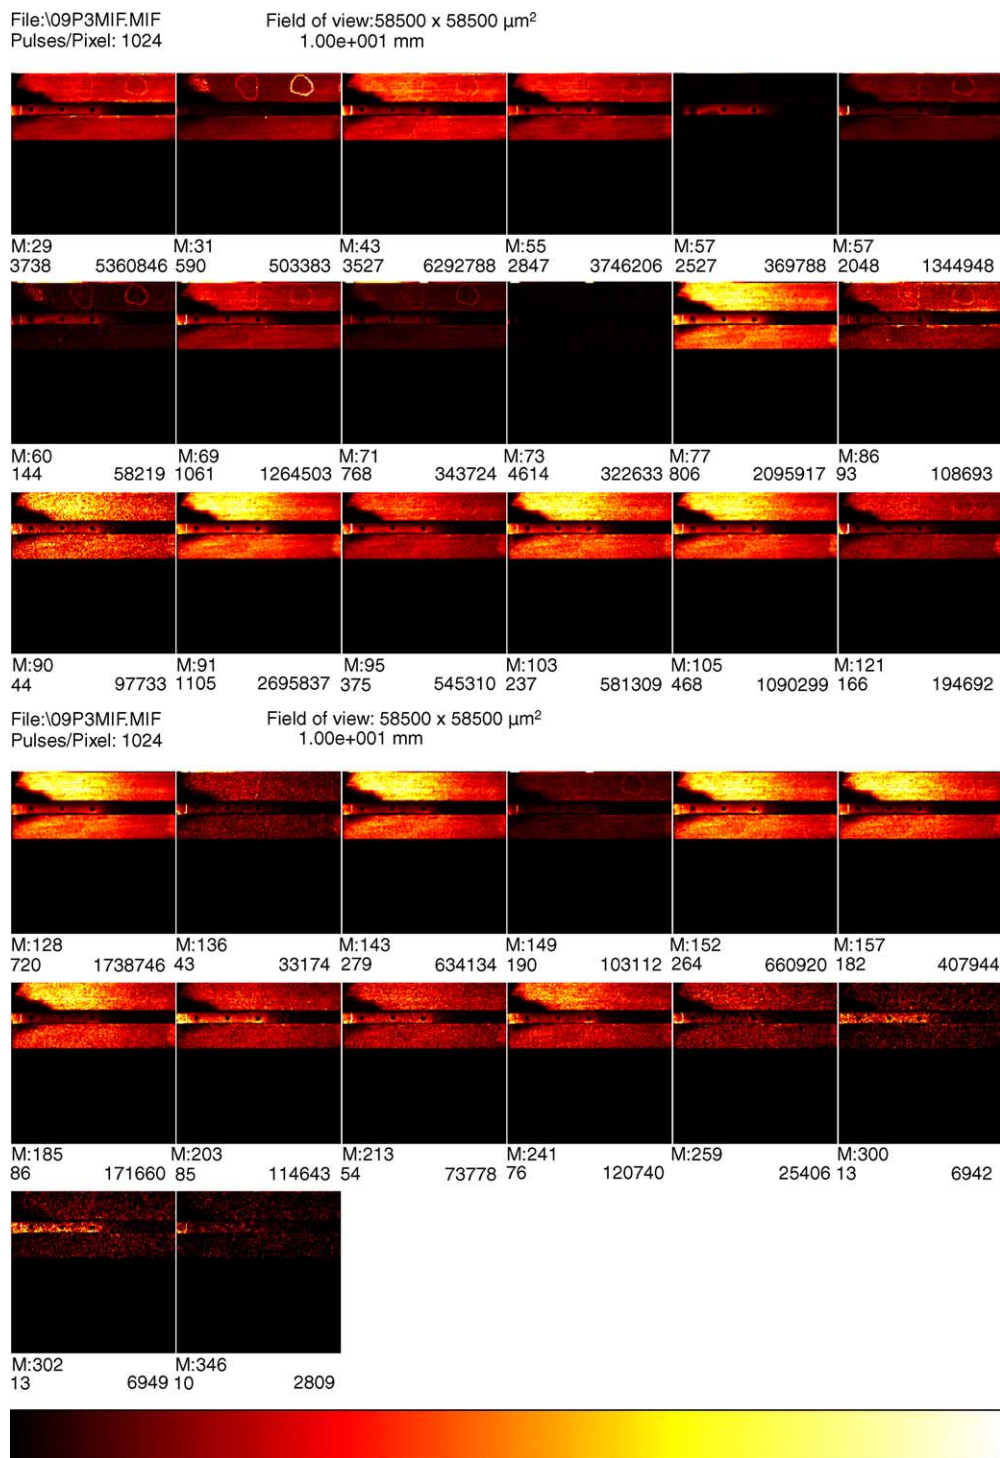 File:\09P3MIF.MIF Field of view:58500 x 58500 µm²
Pulses/Pixel: 1024 1.00e+001 mm
M:29 M:31 M:43 M:55 M:57 M:57
3738 5360846 590 503383 3527 6292788 2847 3746206 2527 369788 2048 1344948
M:60 M:69 M:71 M:73 M:77 M:86
144 58219 1061 1264503 768 343724 4614 322633 806 2095917 93 108693
M:90 M:91 M:95 M:103 M:105 M:121
44 97733 1105 2695837 375 545310 237 581309 468 1090299 166 194692
File:\09P3MIF.MIF Field of view: 58500 x 58500 µm²
Pulses/Pixel: 1024 1.00e+001 mm
M:128 M:136 M:143 M:149 M:152 M:157
720 1738746 43 33174 279 634134 190 103112 264 660920 182 407944
M:185 M:203 M:213 M:241 M:259 M:300
86 171660 85 114643 54 73778 76 120740 25406 13 6942
M:302 M:346
13 6949 10 2809